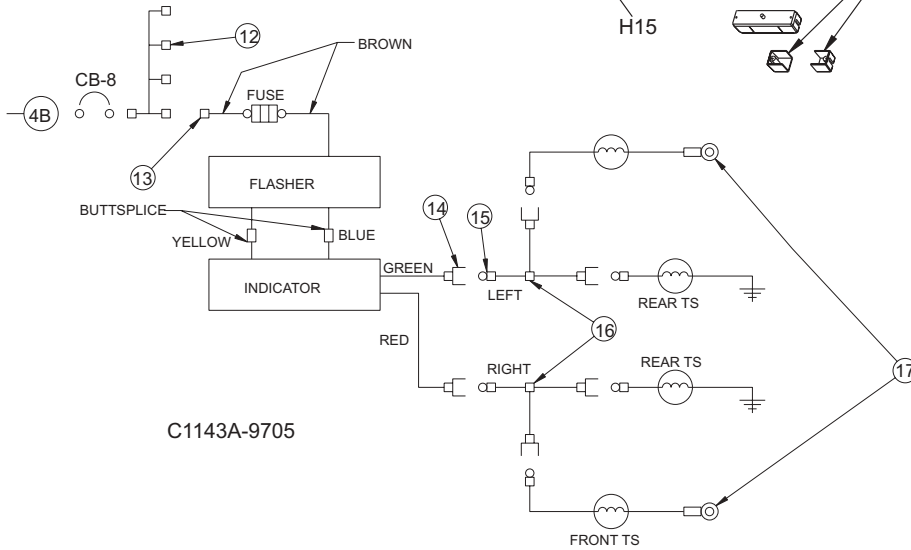 H15
12
BROWN
CB-8
FUSE
4B
13
FLASHER
BUTTSPLICE
14
15
YELLOW
BLUE
GREEN
INDICATOR
LEFT
REAR TS
16
RED
RIGHT
REAR TS
17
C1143A-9705
FRONT TS